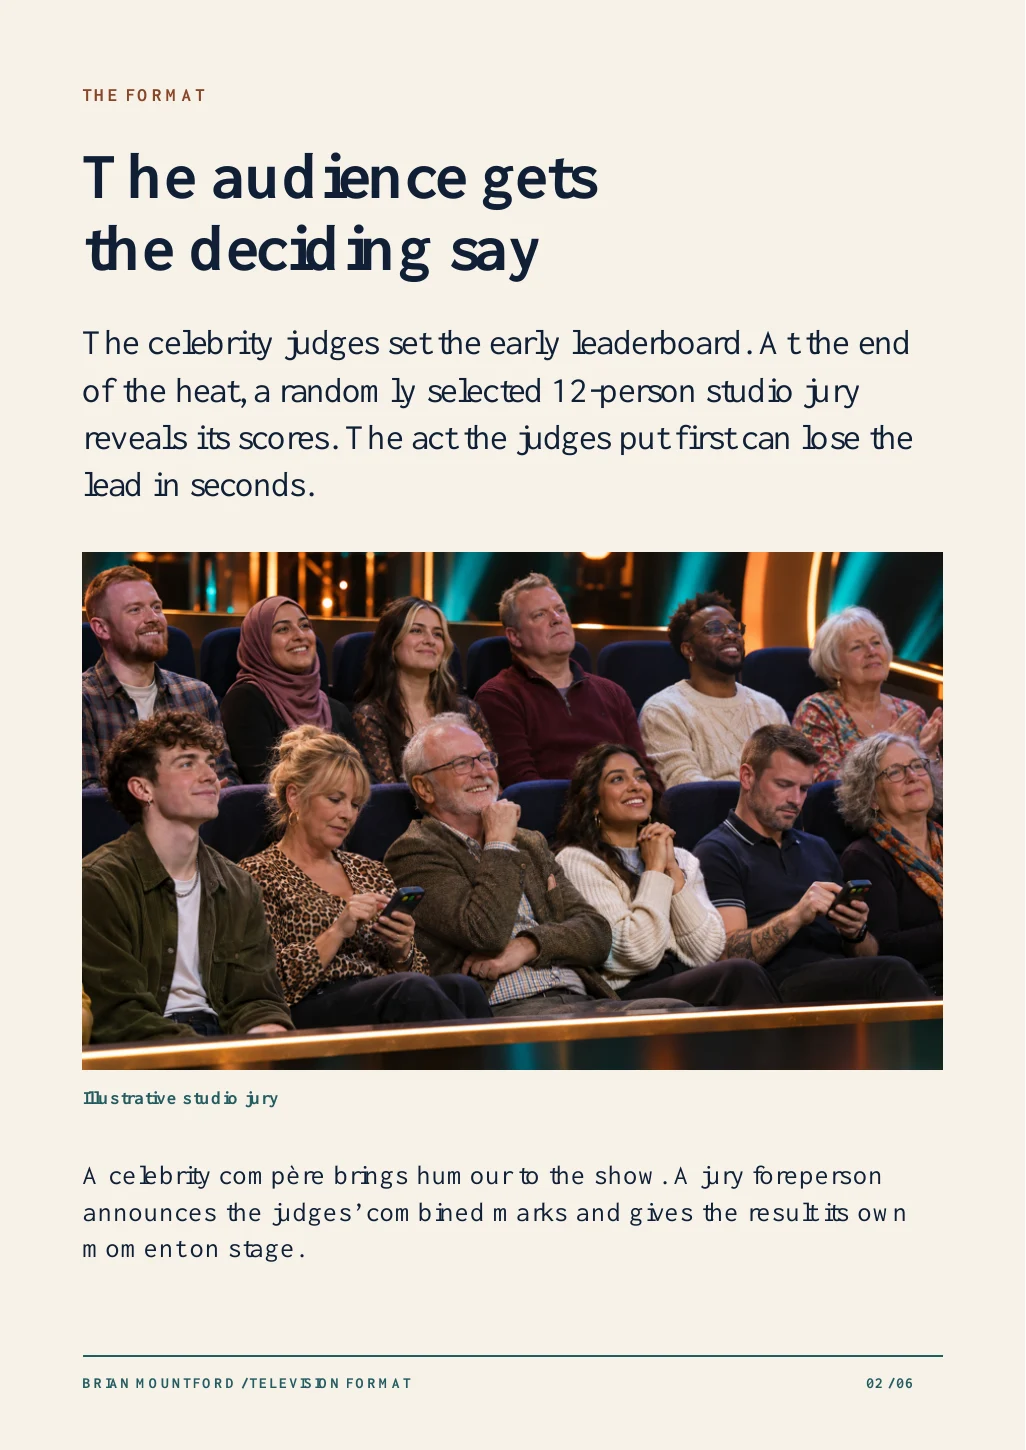 THE FORMAT
The audience gets
the deciding say
The celebrity judges set the early leaderboard. At the end
of the heat, a randomly selected 12-person studio jury
reveals its scores. The act the judges put first can lose the
lead in seconds.
Illustrative studio jury
A celebrity compère brings humour to the show. A jury foreperson
announces the judges’ combined marks and gives the result its own
moment on stage.
BRIAN MOUNTFORD / TELEVISION FORMAT
02 / 06